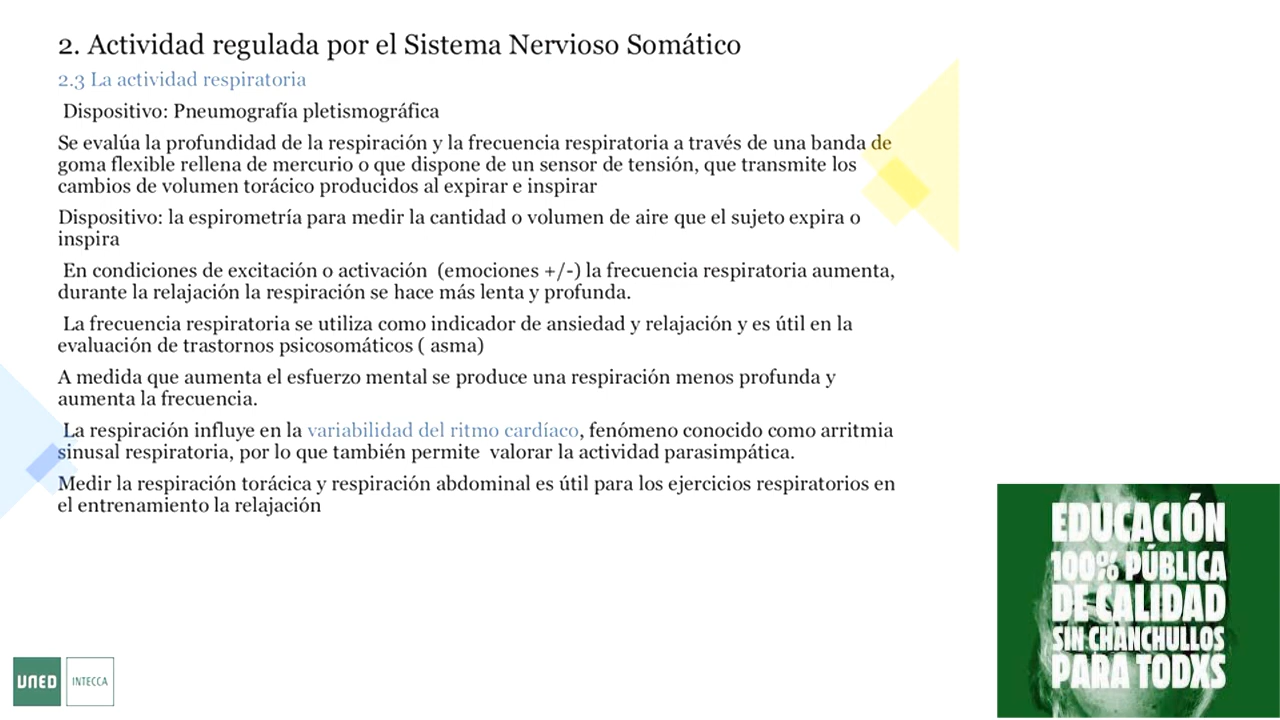 2. Actividad regulada por el Sistema Nervioso Somático
2.3 La actividad respiratoria
Dispositivo: Pneumografía pletismográfica
Se evalúa la profundidad de la respiración y la frecuencia respiratoria a través de una banda de
goma flexible rellena de mercurio o que dispone de un sensor de tensión, que transmite los
cambios de volumen torácico producidos al expirar e inspirar
Dispositivo: la espirometría para medir la cantidad o volumen de aire que el sujeto expira o
inspira
En condiciones de excitación o activación (emociones +/-) la frecuencia respiratoria aumenta,
durante la relajación la respiración se hace más lenta y profunda.
La frecuencia respiratoria se utiliza como indicador de ansiedad y relajación y es útil en la
evaluación de trastornos psicosomáticos ( asma)
A medida que aumenta el esfuerzo mental se produce una respiración menos profunda y
aumenta la frecuencia.
La respiración influye en la variabilidad del ritmo cardíaco, fenómeno conocido como arritmia
sinusal respiratoria, por lo que también permite valorar la actividad parasimpática.
Medir la respiración torácica y respiración abdominal es útil para los ejercicios respiratorios en
el entrenamiento la relajación
EDUCACIÓN
100% PÚBLICA
DE CALIDAD
SIN CHANCHULLOS
PARA TODXS
UNED
INTECCA